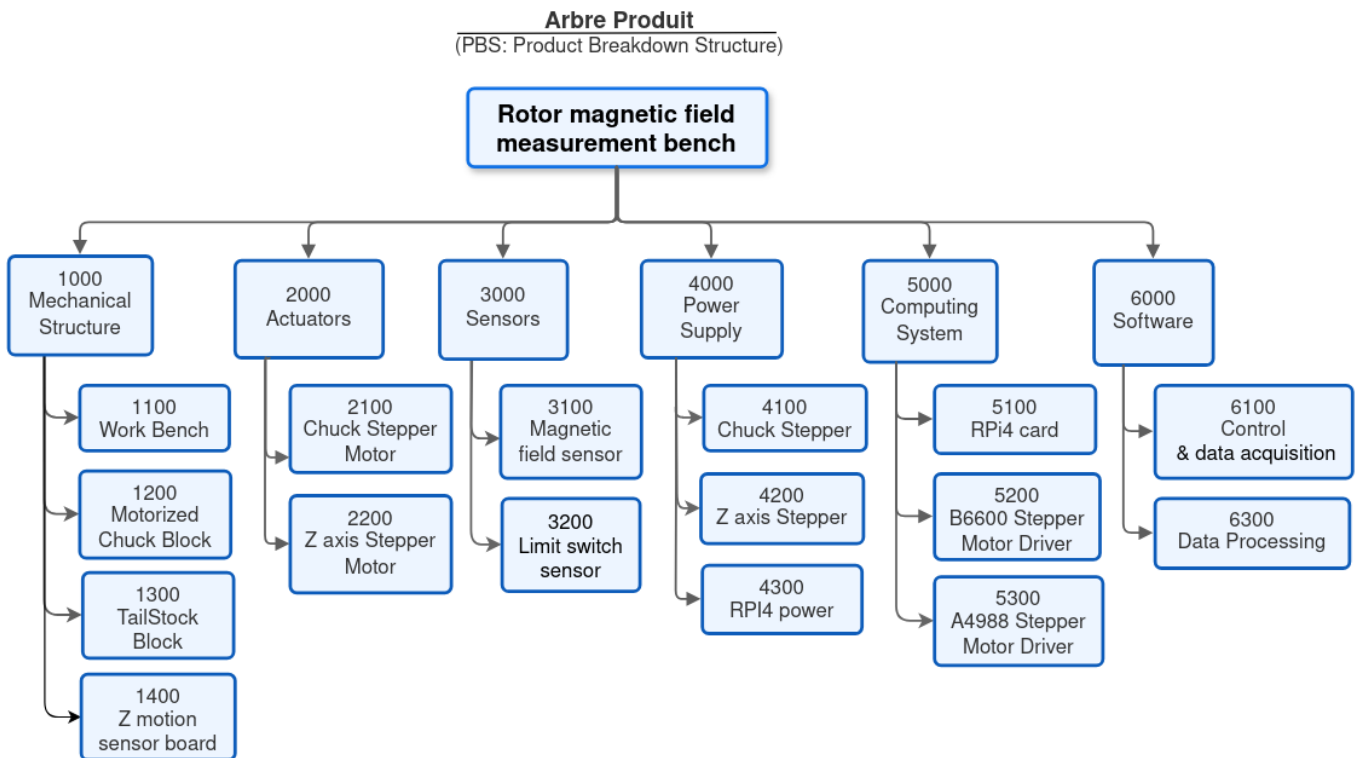 Arbre Produit
(PBS: Product Breakdown Structure)
Rotor magnetic field
measurement bench
1000
Mechanical
Structure
2000
Actuators
3000
Sensors
4000
Power
Supply
5000
Computing
System
6000
Software
1100
Work Bench
1200
Motorized
Chuck Block
1300
TailStock
Block
1400
Z motion
sensor board
2100
Chuck Stepper
Motor
2200
Z axis Stepper
Motor
3100
Magnetic
field sensor
3200
Limit switch
sensor
4100
Chuck Stepper
4200
Z axis Stepper
4300
RPI4 power
5100
RPi4 card
5200
B6600 Stepper
Motor Driver
5300
A4988 Stepper
Motor Driver
6100
Control
& data acquisition
6300
Data Processing